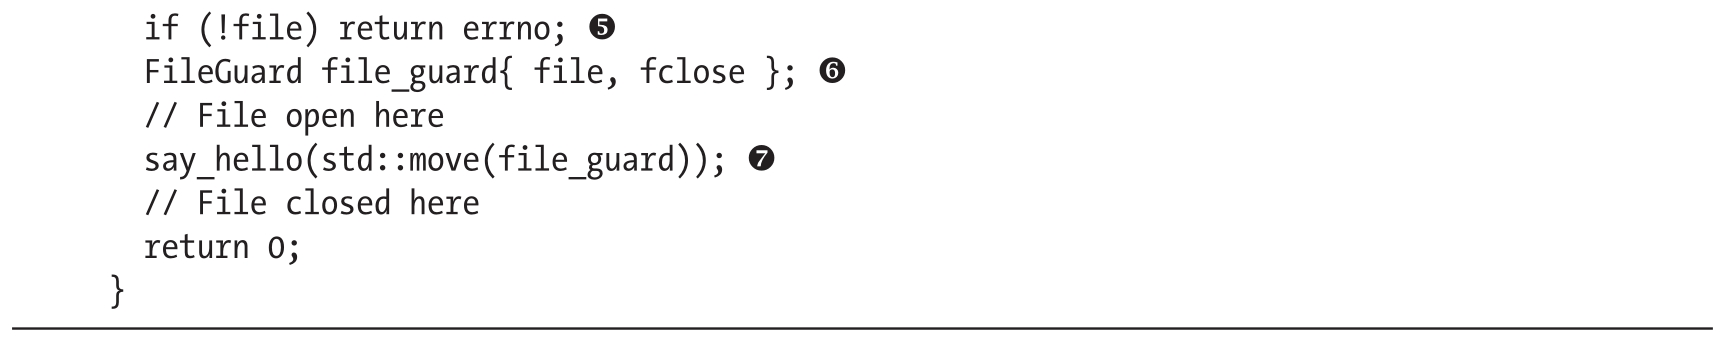 if (!file) return errno; ❺
FileGuard file_guard{ file, fclose }; ❻
// File open here
say_hello(std::move(file_guard)); ❼
// File closed here
return 0;
}